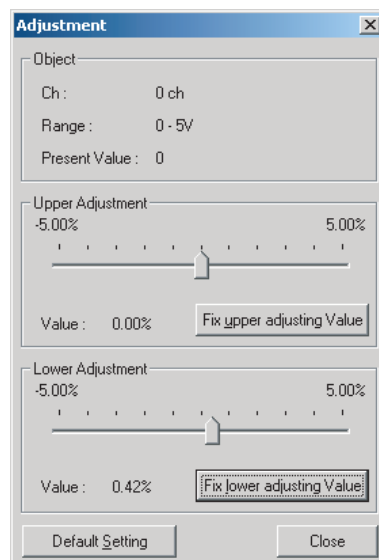 Adjustment
Object
Ch : 0 ch
Range : 0 - 5V
Present Value : 0
Upper Adjustment
-5.00% 5.00%
Value : 0.00% Fix upper adjusting Value
Lower Adjustment
-5.00% 5.00%
Value : 0.42% Fix lower adjusting Value
Default Setting Close